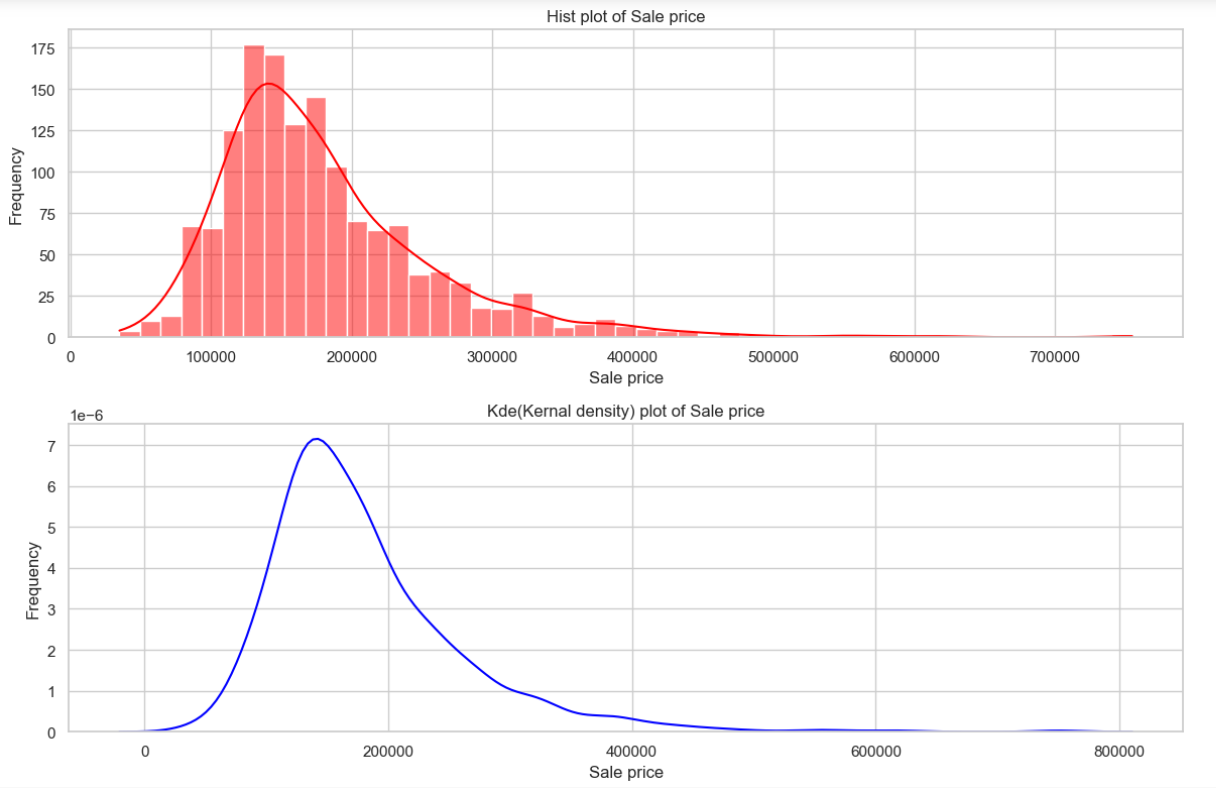 Hist plot of Sale price
175
150
125
100
75
50
25
0
Frequency
0 100000 200000 300000 400000 500000 600000 700000
Sale price
Kde(Kernal density) plot of Sale price
1e−6
7
6
5
4
3
2
1
0
Frequency
0 200000 400000 600000 800000
Sale price